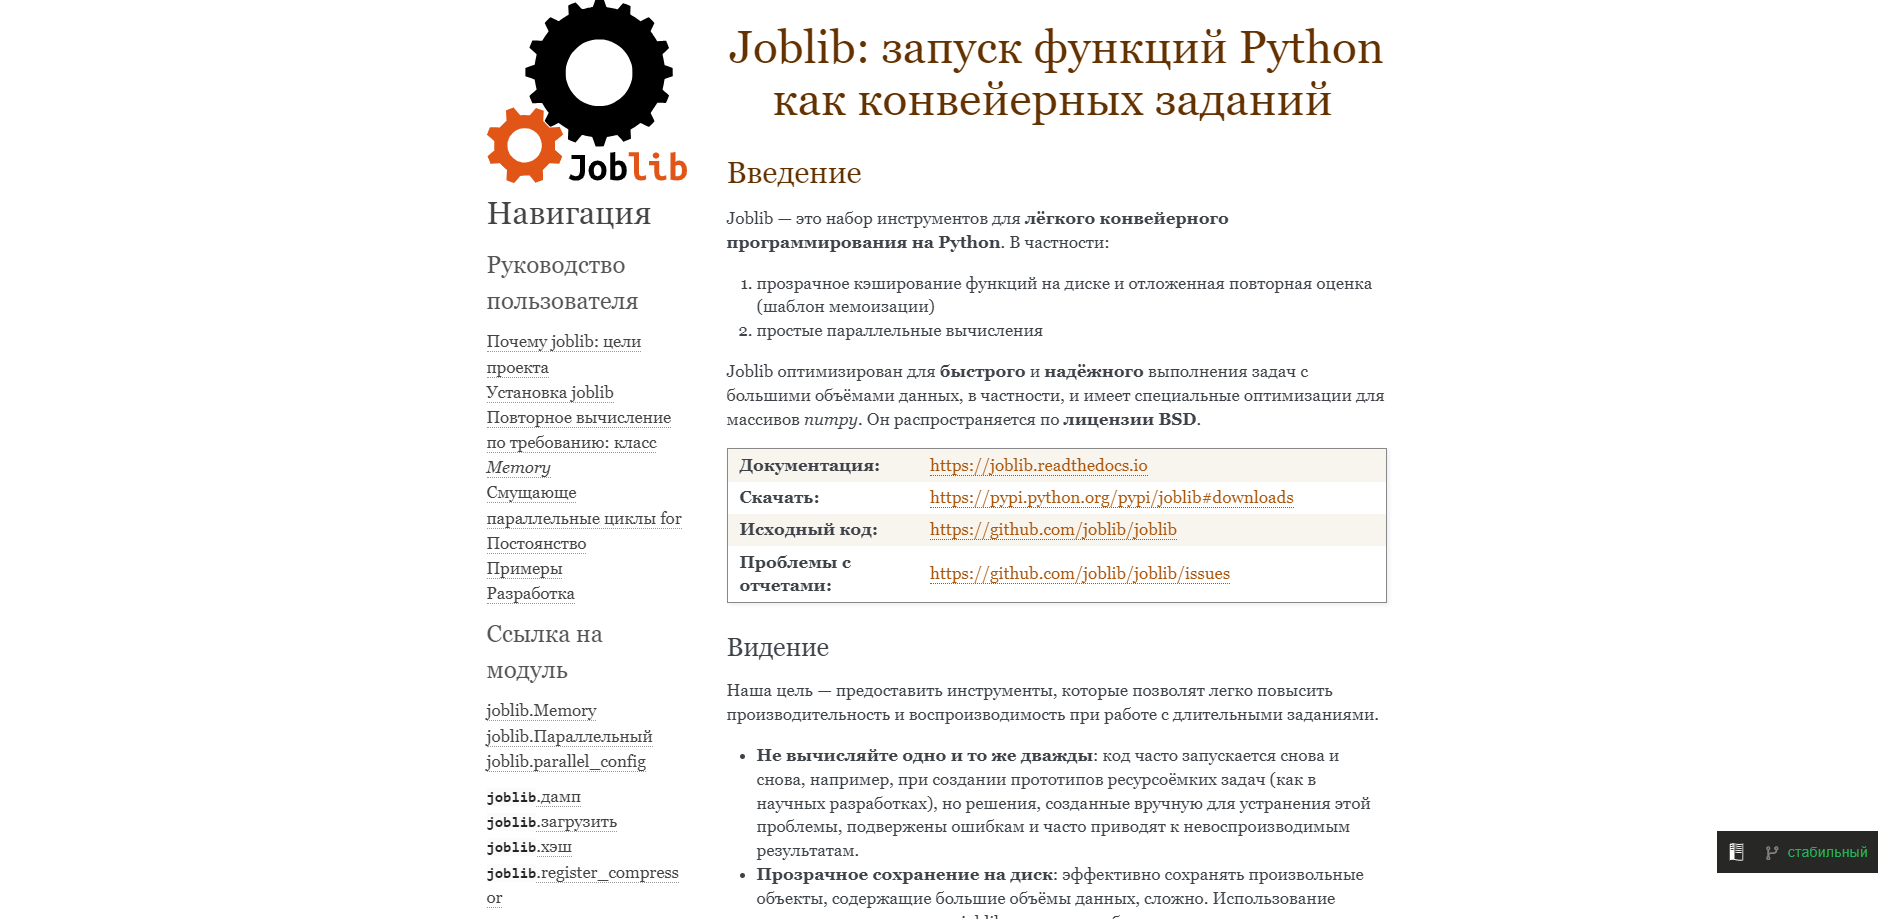 Joblib
Навигация
Руководство
пользователя
Почему joblib: цели
проекта
Установка joblib
Повторное вычисление
по требованию: класс
Memory
Смущающе
параллельные циклы for
Постоянство
Примеры
Разработка
Ссылка на
модуль
joblib.Memory
joblib.Параллельный
joblib.parallel_config
joblib.дамп
joblib.загрузить
joblib.хэш
joblib.register_compress
or
Joblib: запуск функций Python
как конвейерных заданий
Введение
Joblib — это набор инструментов для лёгкого конвейерного
программирования на Python. В частности:
1. прозрачное кэширование функций на диске и отложенная повторная оценка
(шаблон мемоизации)
2. простые параллельные вычисления
Joblib оптимизирован для быстрого и надёжного выполнения задач с
большими объёмами данных, в частности, и имеет специальные оптимизации для
массивов numpy. Он распространяется по лицензии BSD.
Документация: https://joblib.readthedocs.io
Скачать: https://pypi.python.org/pypi/joblib#downloads
Исходный код: https://github.com/joblib/joblib
Проблемы с
отчетами: https://github.com/joblib/joblib/issues
Видение
Наша цель — предоставить инструменты, которые позволят легко повысить
производительность и воспроизводимость при работе с длительными заданиями.
• Не вычисляйте одно и то же дважды: код часто запускается снова и
снова, например, при создании прототипов ресурсоёмких задач (как в
научных разработках), но решения, созданные вручную для устранения этой
проблемы, подвержены ошибкам и часто приводят к невоспроизводимым
результатам.
• Прозрачное сохранение на диск: эффективно сохранять произвольные
объекты, содержащие большие объёмы данных, сложно. Использование
стабильный